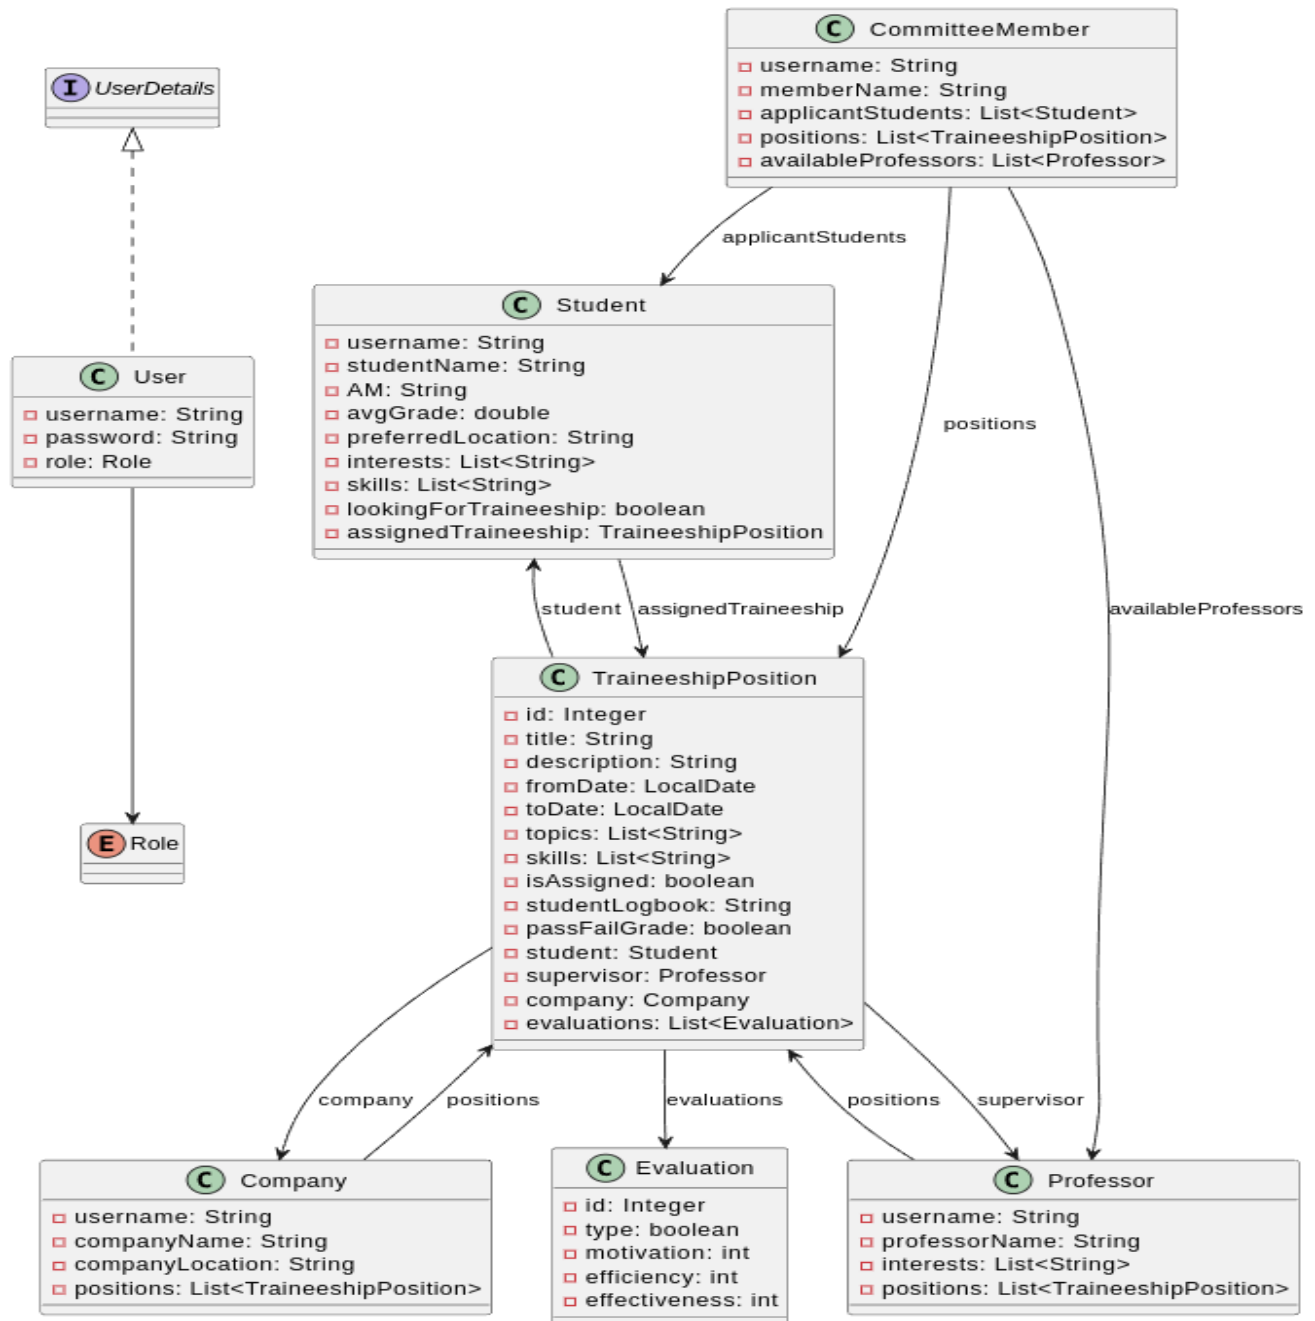 C CommitteeMember
username: String
memberName: String
applicantStudents: List<Student>
positions: List<TraineeshipPosition>
availableProfessors: List<Professor>
I UserDetails
applicantStudents
C Student
username: String
studentName: String
AM: String
avgGrade: double
preferredLocation: String
interests: List<String>
skills: List<String>
lookingForTraineeship: boolean
assignedTraineeship: TraineeshipPosition
C User
username: String
password: String
role: Role
positions
student
assignedTraineeship
availableProfessors
C TraineeshipPosition
id: Integer
title: String
description: String
fromDate: LocalDate
toDate: LocalDate
topics: List<String>
skills: List<String>
isAssigned: boolean
studentLogbook: String
passFailGrade: boolean
student: Student
supervisor: Professor
company: Company
evaluations: List<Evaluation>
E Role
company
positions
evaluations
positions
supervisor
C Company
username: String
companyName: String
companyLocation: String
positions: List<TraineeshipPosition>
C Evaluation
id: Integer
type: boolean
motivation: int
efficiency: int
effectiveness: int
C Professor
username: String
professorName: String
interests: List<String>
positions: List<TraineeshipPosition>